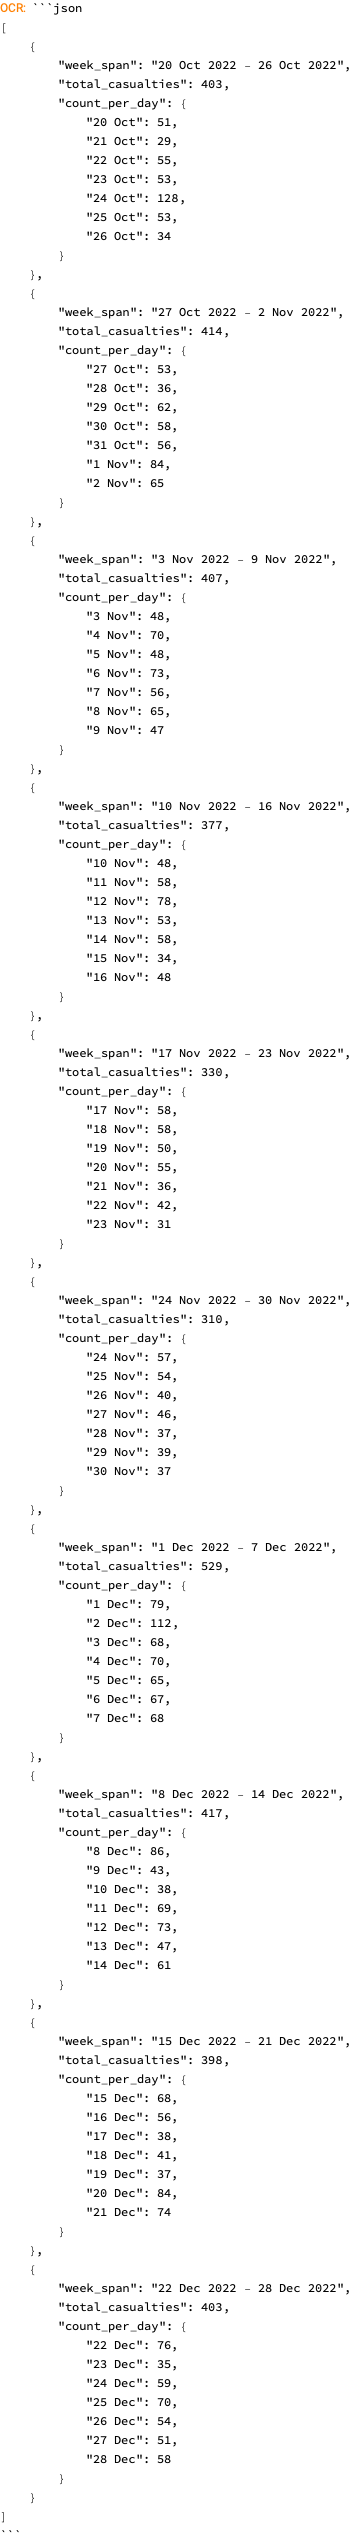 OCR: ```json
[
    {
        "week_span": "20 Oct 2022 – 26 Oct 2022",
        "total_casualties": 403,
        "count_per_day": {
            "20 Oct": 51,
            "21 Oct": 29,
            "22 Oct": 55,
            "23 Oct": 53,
            "24 Oct": 128,
            "25 Oct": 53,
            "26 Oct": 34
        }
    },
    {
        "week_span": "27 Oct 2022 – 2 Nov 2022",
        "total_casualties": 414,
        "count_per_day": {
            "27 Oct": 53,
            "28 Oct": 36,
            "29 Oct": 62,
            "30 Oct": 58,
            "31 Oct": 56,
            "1 Nov": 84,
            "2 Nov": 65
        }
    },
    {
        "week_span": "3 Nov 2022 – 9 Nov 2022",
        "total_casualties": 407,
        "count_per_day": {
            "3 Nov": 48,
            "4 Nov": 70,
            "5 Nov": 48,
            "6 Nov": 73,
            "7 Nov": 56,
            "8 Nov": 65,
            "9 Nov": 47
        }
    },
    {
        "week_span": "10 Nov 2022 – 16 Nov 2022",
        "total_casualties": 377,
        "count_per_day": {
            "10 Nov": 48,
            "11 Nov": 58,
            "12 Nov": 78,
            "13 Nov": 53,
            "14 Nov": 58,
            "15 Nov": 34,
            "16 Nov": 48
        }
    },
    {
        "week_span": "17 Nov 2022 – 23 Nov 2022",
        "total_casualties": 330,
        "count_per_day": {
            "17 Nov": 58,
            "18 Nov": 58,
            "19 Nov": 50,
            "20 Nov": 55,
            "21 Nov": 36,
            "22 Nov": 42,
            "23 Nov": 31
        }
    },
    {
        "week_span": "24 Nov 2022 – 30 Nov 2022",
        "total_casualties": 310,
        "count_per_day": {
            "24 Nov": 57,
            "25 Nov": 54,
            "26 Nov": 40,
            "27 Nov": 46,
            "28 Nov": 37,
            "29 Nov": 39,
            "30 Nov": 37
        }
    },
    {
        "week_span": "1 Dec 2022 – 7 Dec 2022",
        "total_casualties": 529,
        "count_per_day": {
            "1 Dec": 79,
            "2 Dec": 112,
            "3 Dec": 68,
            "4 Dec": 70,
            "5 Dec": 65,
            "6 Dec": 67,
            "7 Dec": 68
        }
    },
    {
        "week_span": "8 Dec 2022 – 14 Dec 2022",
        "total_casualties": 417,
        "count_per_day": {
            "8 Dec": 86,
            "9 Dec": 43,
            "10 Dec": 38,
            "11 Dec": 69,
            "12 Dec": 73,
            "13 Dec": 47,
            "14 Dec": 61
        }
    },
    {
        "week_span": "15 Dec 2022 – 21 Dec 2022",
        "total_casualties": 398,
        "count_per_day": {
            "15 Dec": 68,
            "16 Dec": 56,
            "17 Dec": 38,
            "18 Dec": 41,
            "19 Dec": 37,
            "20 Dec": 84,
            "21 Dec": 74
        }
    },
    {
        "week_span": "22 Dec 2022 – 28 Dec 2022",
        "total_casualties": 403,
        "count_per_day": {
            "22 Dec": 76,
            "23 Dec": 35,
            "24 Dec": 59,
            "25 Dec": 70,
            "26 Dec": 54,
            "27 Dec": 51,
            "28 Dec": 58
        }
    }
]
```